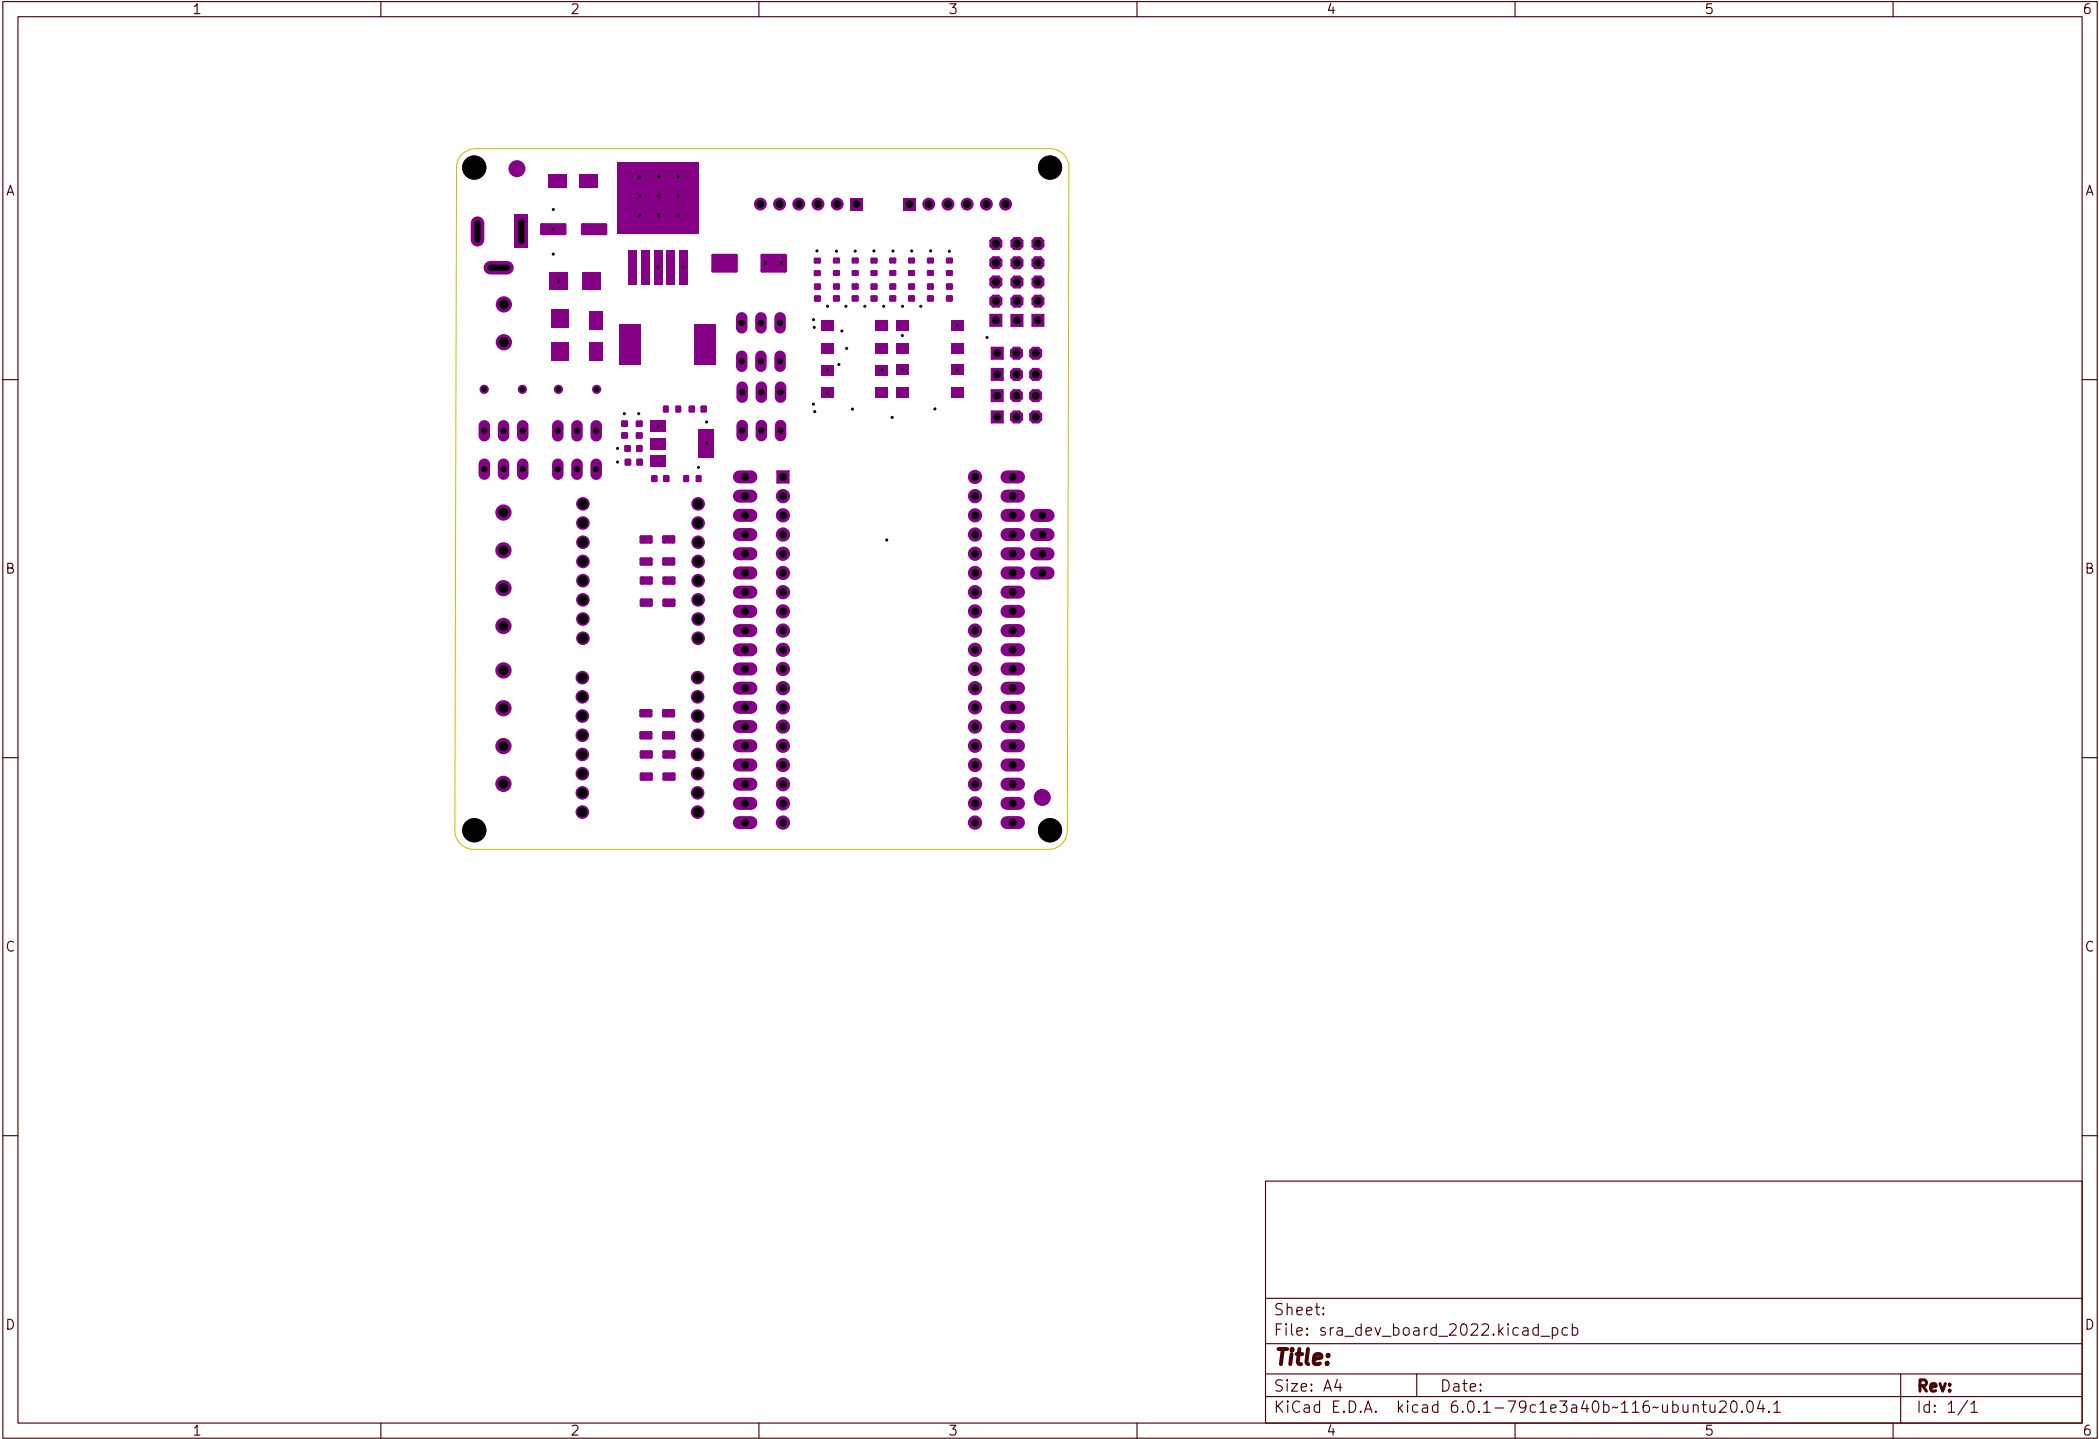 1 2 3 4 5 6
A A
B B
C C
D D
Sheet:
File: sra_dev_board_2022.kicad_pcb
Title:
Size: A4 Date: Rev:
KiCad E.D.A. kicad 6.0.1-79c1e3a40b~116~ubuntu20.04.1 Id: 1/1
1 2 3 4 5 6